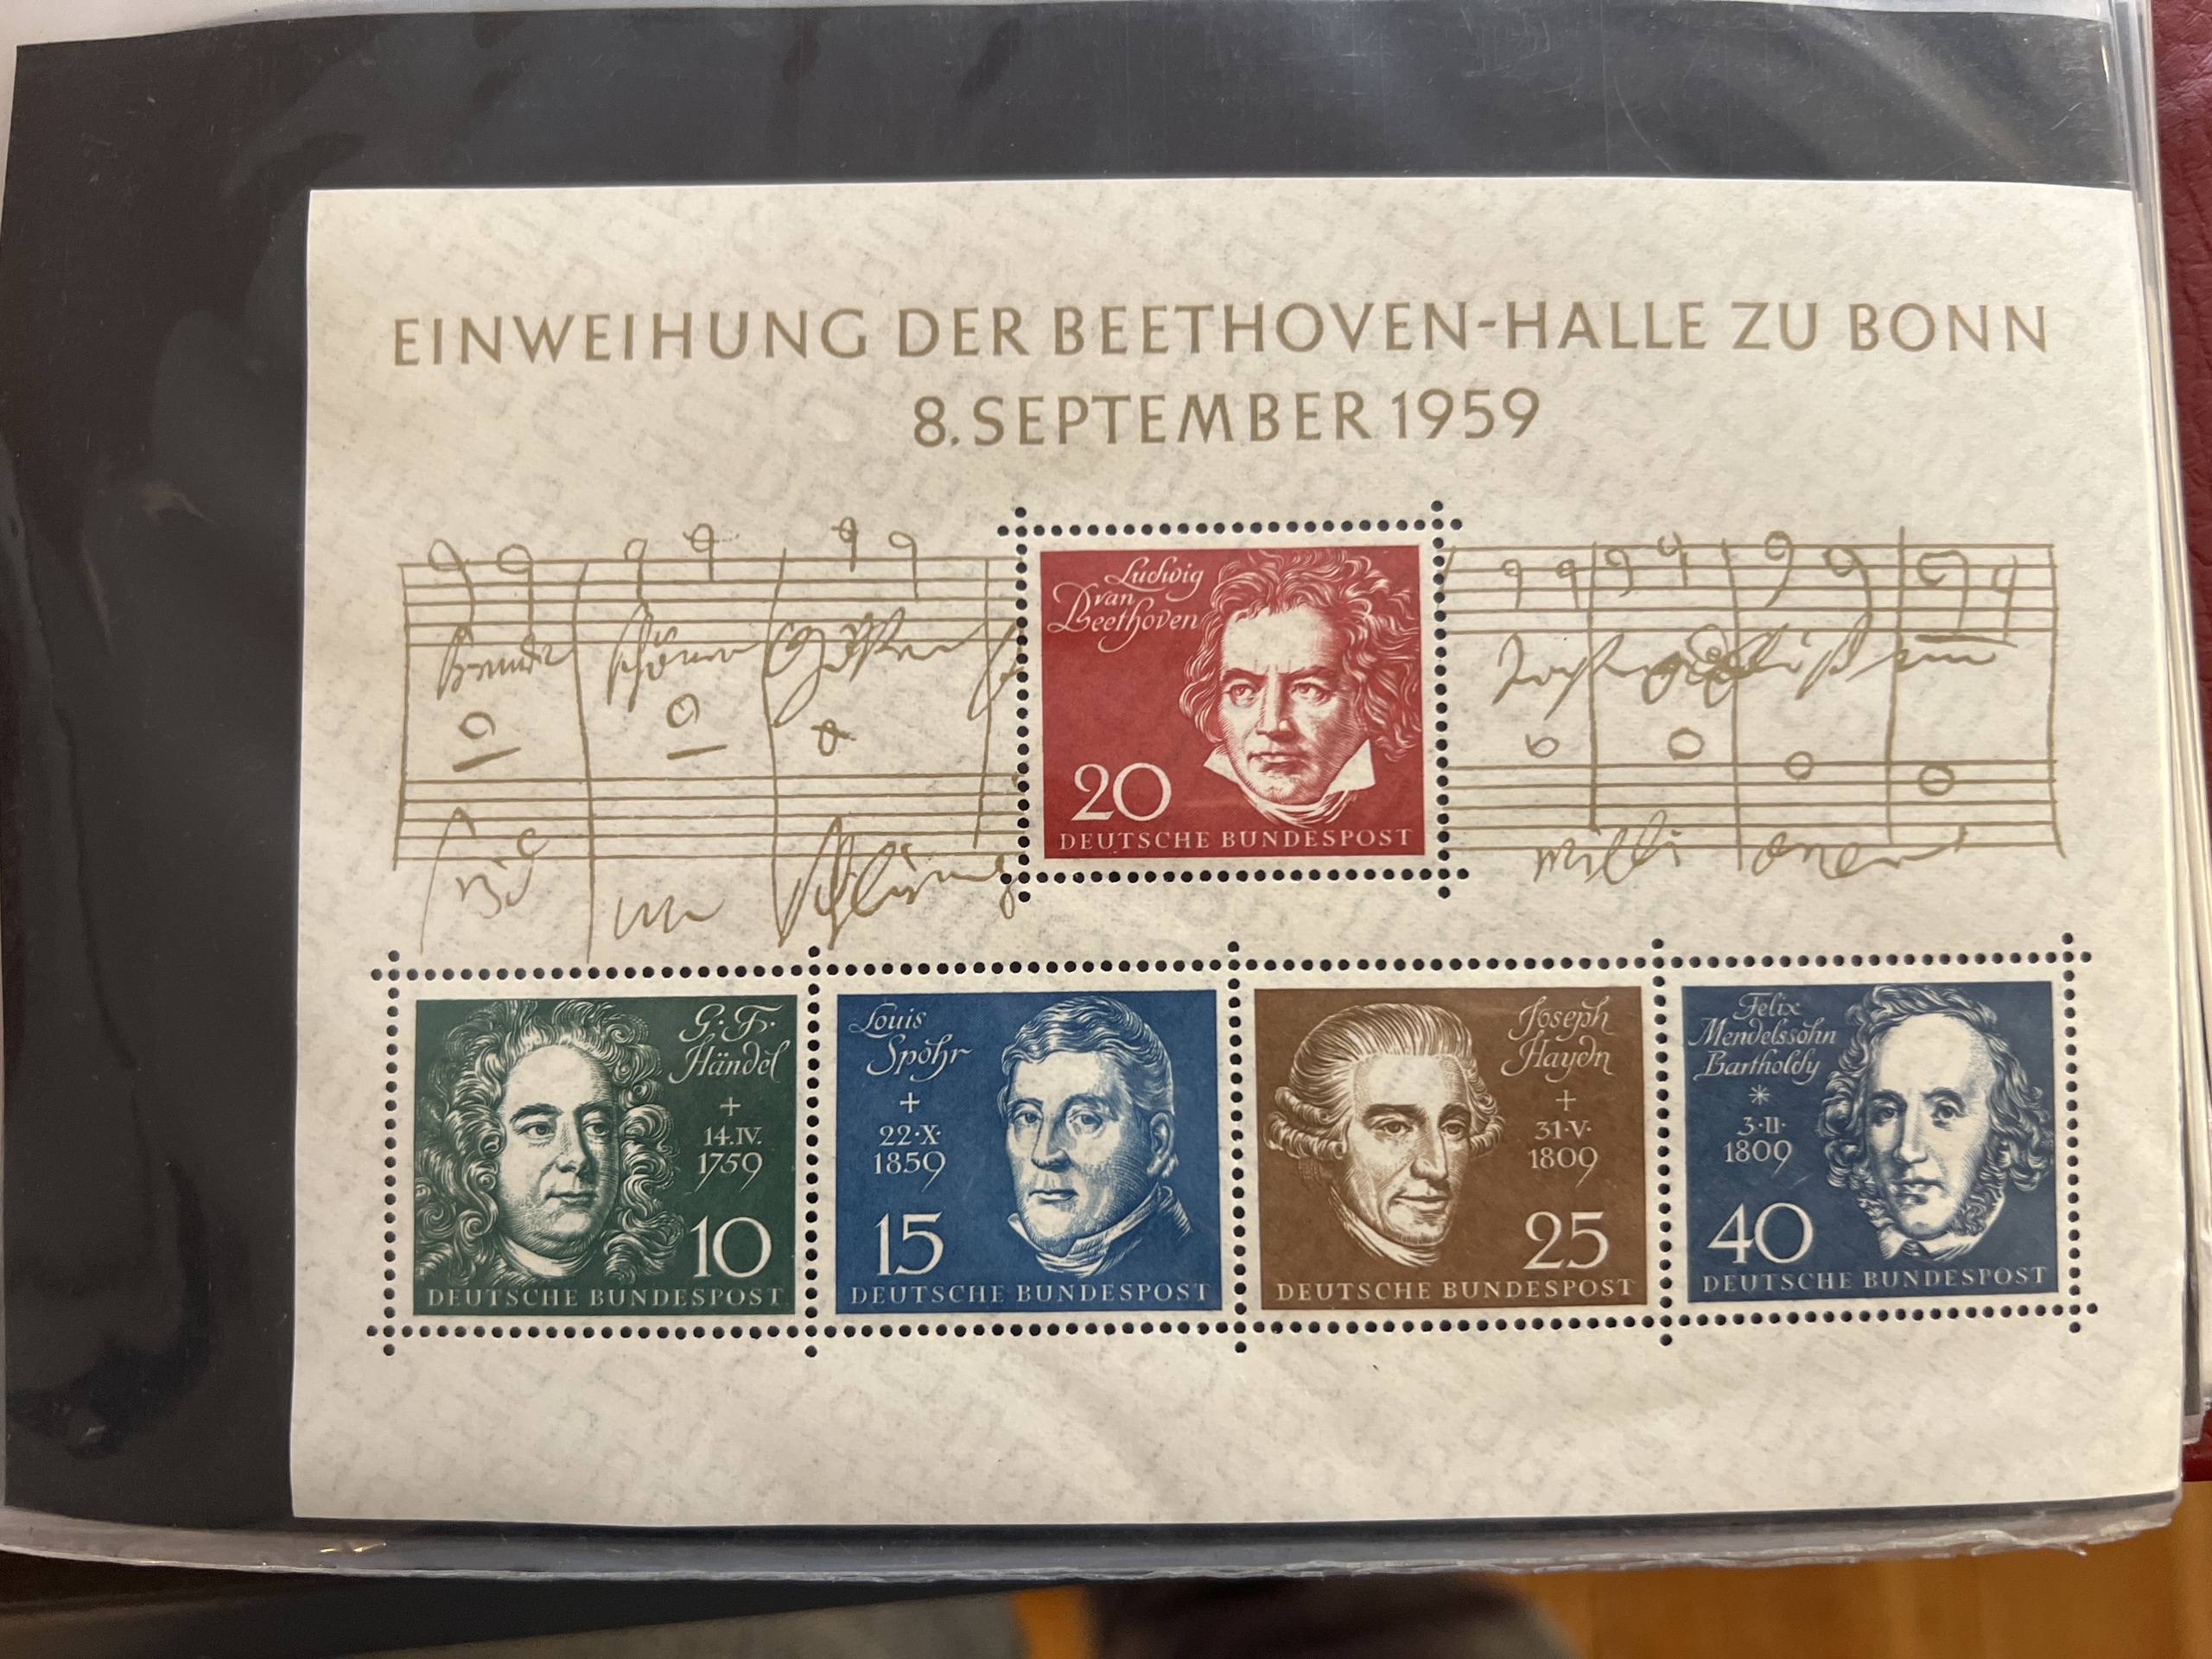 EINWEIHUNG DER BEETHOVEN-HALLE ZU BONN
8. SEPTEMBER 1959
Ludwig
van
Beethoven
20
DEUTSCHE BUNDESPOST
milli onen
G. F.
Händel
+
14. IV.
1759
10
DEUTSCHE BUNDESPOST
Louis
Spohr
+
22·X·
1859
15
DEUTSCHE BUNDESPOST
Joseph
Haydn
+
31·V·
1809
25
DEUTSCHE BUNDESPOST
Felix
Mendelssohn
Bartholdy
*
3·II·
1809
40
DEUTSCHE BUNDESPOST